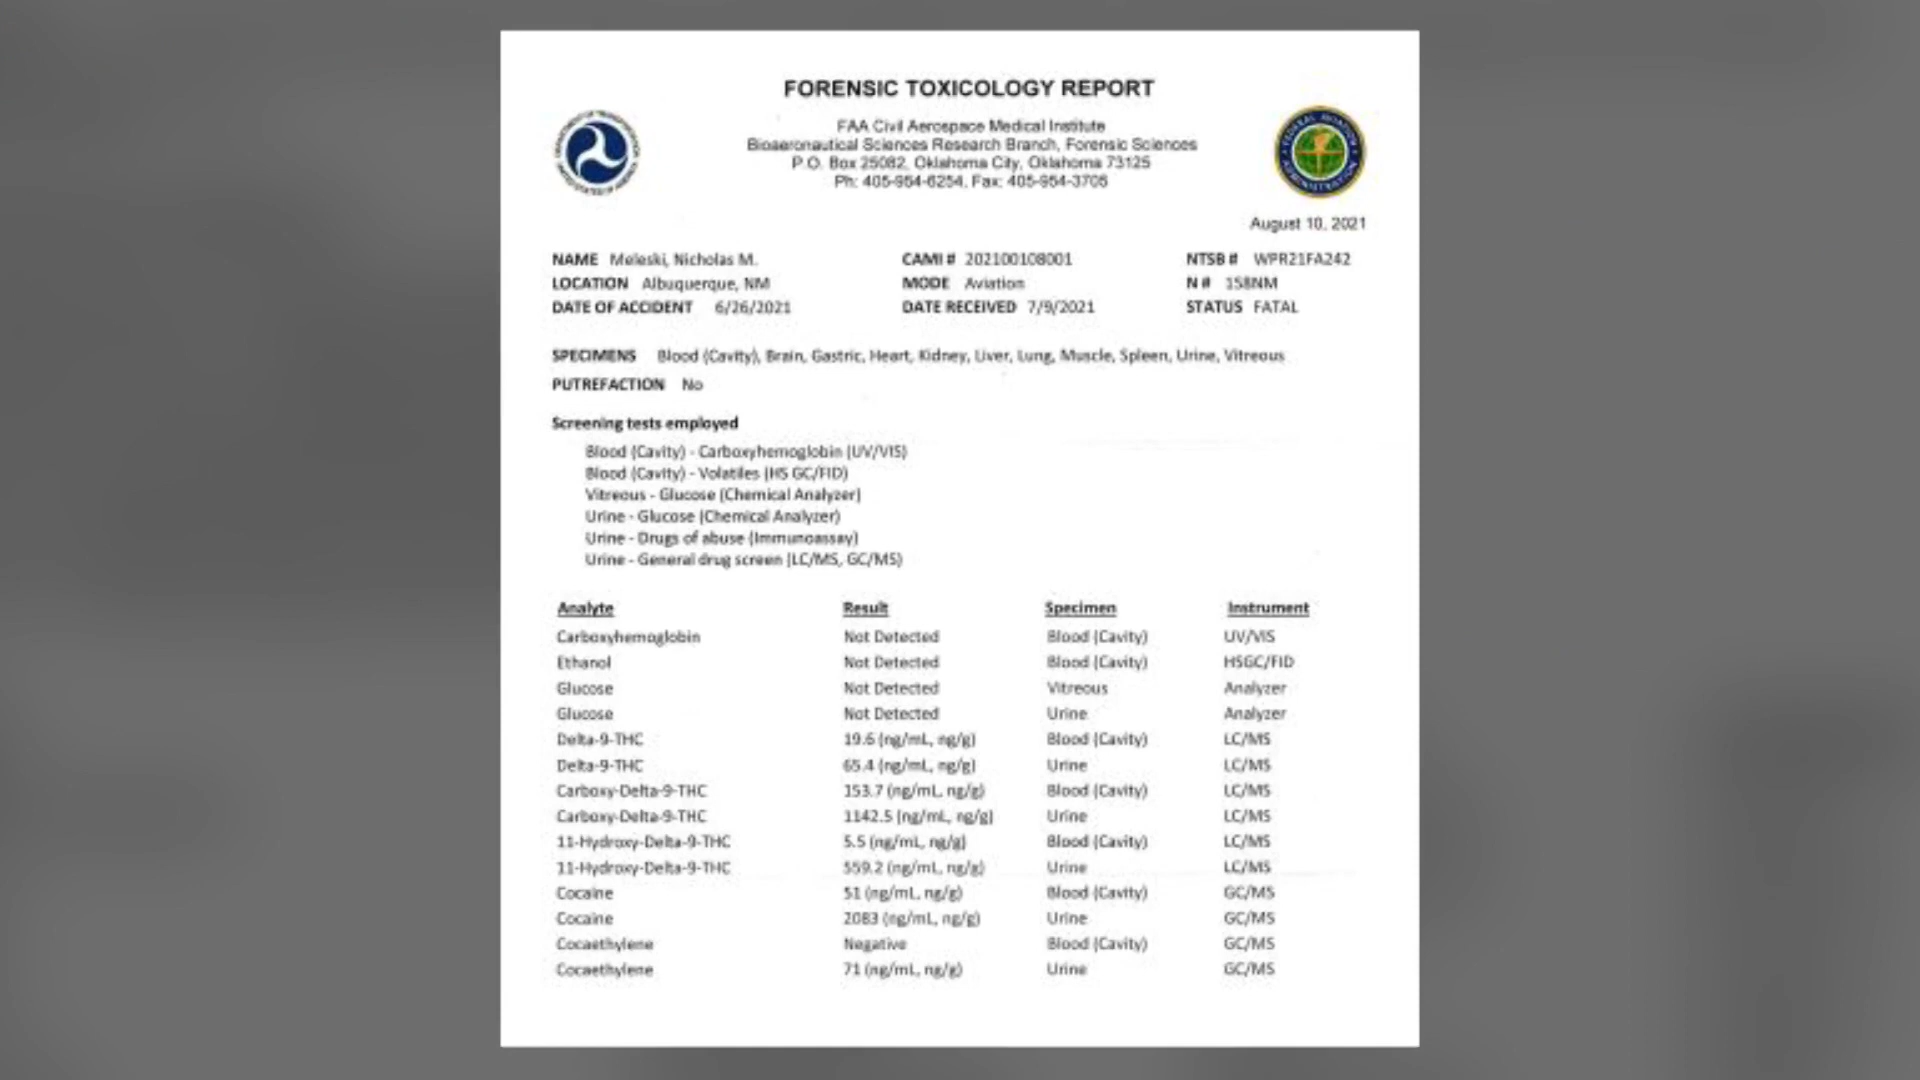 FORENSIC TOXICOLOGY REPORT
FAA Civil Aerospace Medical Institute
Bioaeronautical Sciences Research Branch, Forensic Sciences
P.O. Box 25082, Oklahoma City, Oklahoma 73125
Ph: 405-954-6254, Fax: 405-954-3705
FEDERAL AVIATION ADMINISTRATION
August 10, 2021
NAME Meleski, Nicholas M. CAMI # 202100108001 NTSB # WPR21FA242
LOCATION Albuquerque, NM MODE Aviation N # 158NM
DATE OF ACCIDENT 6/26/2021 DATE RECEIVED 7/9/2021 STATUS FATAL
SPECIMENS Blood (Cavity), Brain, Gastric, Heart, Kidney, Liver, Lung, Muscle, Spleen, Urine, Vitreous
PUTREFACTION No
Screening tests employed
Blood (Cavity) - Carboxyhemoglobin (UV/VIS)
Blood (Cavity) - Volatiles (HS GC/FID)
Vitreous - Glucose (Chemical Analyzer)
Urine - Glucose (Chemical Analyzer)
Urine - Drugs of abuse (Immunoassay)
Urine - General drug screen (LC/MS, GC/MS)
Analyte Result Specimen Instrument
Carboxyhemoglobin Not Detected Blood (Cavity) UV/VIS
Ethanol Not Detected Blood (Cavity) HSGC/FID
Glucose Not Detected Vitreous Analyzer
Glucose Not Detected Urine Analyzer
Delta-9-THC 19.6 (ng/mL, ng/g) Blood (Cavity) LC/MS
Delta-9-THC 65.4 (ng/mL, ng/g) Urine LC/MS
Carboxy-Delta-9-THC 153.7 (ng/mL, ng/g) Blood (Cavity) LC/MS
Carboxy-Delta-9-THC 1142.5 (ng/mL, ng/g) Urine LC/MS
11-Hydroxy-Delta-9-THC 5.5 (ng/mL, ng/g) Blood (Cavity) LC/MS
11-Hydroxy-Delta-9-THC 559.2 (ng/mL, ng/g) Urine LC/MS
Cocaine 51 (ng/mL, ng/g) Blood (Cavity) GC/MS
Cocaine 2083 (ng/mL, ng/g) Urine GC/MS
Cocaethylene Negative Blood (Cavity) GC/MS
Cocaethylene 71 (ng/mL, ng/g) Urine GC/MS